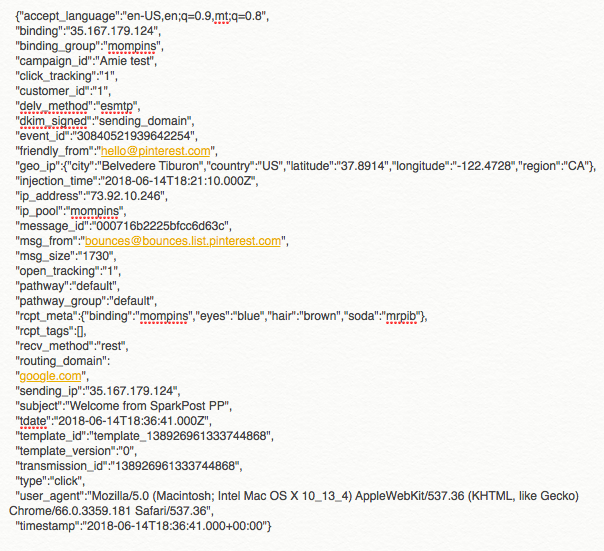 {"accept_language":"en-US,en;q=0.9,mt;q=0.8",
"binding":"35.167.179.124",
"binding_group":"mompins",
"campaign_id":"Amie test",
"click_tracking":"1",
"customer_id":"1",
"delv_method":"esmtp",
"dkim_signed":"sending_domain",
"event_id":"30840521939642254",
"friendly_from":"hello@pinterest.com",
"geo_ip":{"city":"Belvedere Tiburon","country":"US","latitude":"37.8914","longitude":"-122.4728","region":"CA"},
"injection_time":"2018-06-14T18:21:10.000Z",
"ip_address":"73.92.10.246",
"ip_pool":"mompins",
"message_id":"000716b2225bfcc6d63c",
"msg_from":"bounces@bounces.list.pinterest.com",
"msg_size":"1730",
"open_tracking":"1",
"pathway":"default",
"pathway_group":"default",
"rcpt_meta":{"binding":"mompins","eyes":"blue","hair":"brown","soda":"mrpib"},
"rcpt_tags":[],
"recv_method":"rest",
"routing_domain":
"google.com",
"sending_ip":"35.167.179.124",
"subject":"Welcome from SparkPost PP",
"tdate":"2018-06-14T18:36:41.000Z",
"template_id":"template_138926961333744868",
"template_version":"0",
"transmission_id":"138926961333744868",
"type":"click",
"user_agent":"Mozilla/5.0 (Macintosh; Intel Mac OS X 10_13_4) AppleWebKit/537.36 (KHTML, like Gecko)
Chrome/66.0.3359.181 Safari/537.36",
"timestamp":"2018-06-14T18:36:41.000+00:00"}